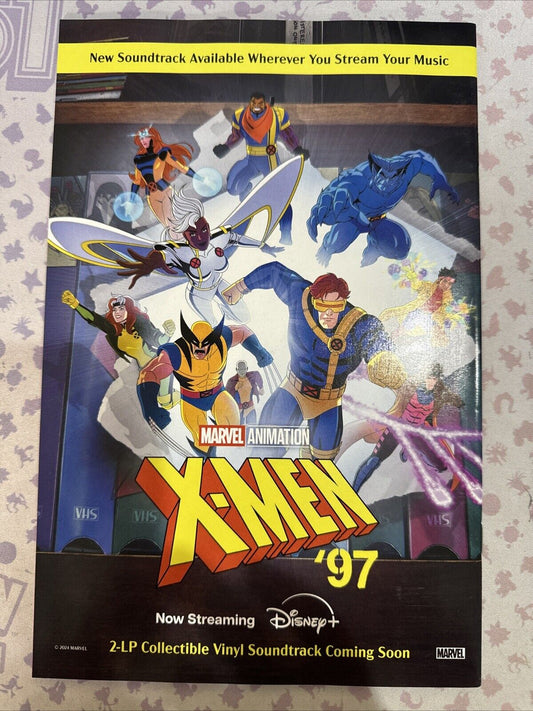 New Soundtrack Available Wherever You Stream Your Music
MARVEL ANIMATION
X-MEN
'97
VHS
VHS
VHS
Now Streaming Disney+
© 2024 MARVEL
2-LP Collectible Vinyl Soundtrack Coming Soon
MARVEL